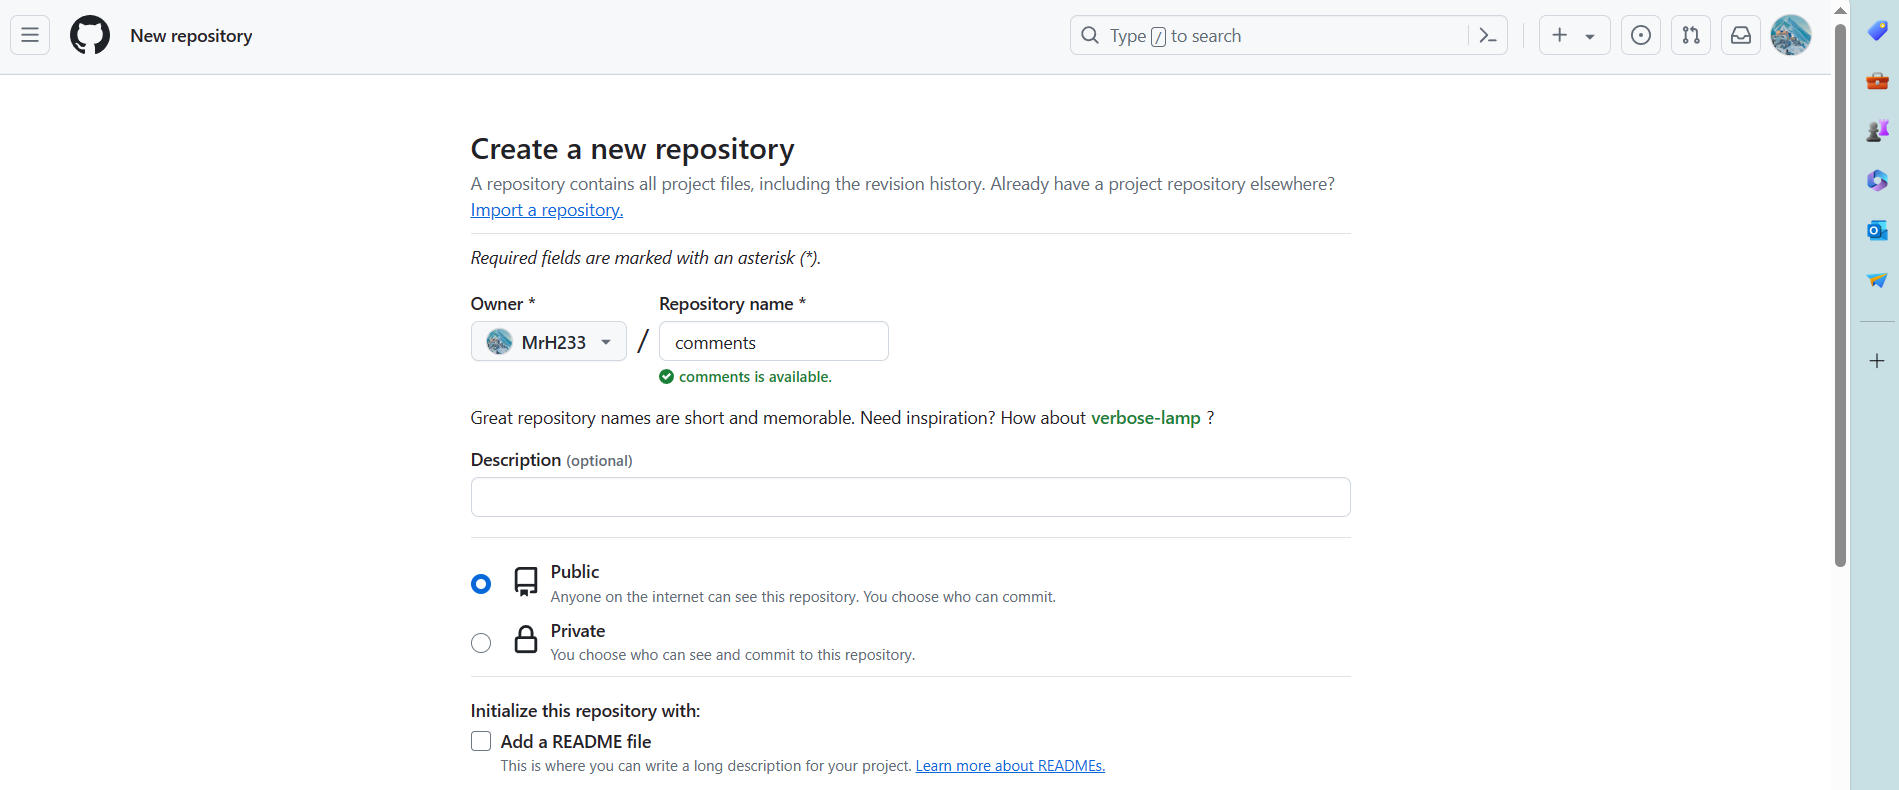 New repository
Type / to search
Create a new repository
A repository contains all project files, including the revision history. Already have a project repository elsewhere?
Import a repository.
Required fields are marked with an asterisk (*).
Owner *
Repository name *
MrH233
/
comments
comments is available.
Great repository names are short and memorable. Need inspiration? How about verbose-lamp ?
Description (optional)
Public
Anyone on the internet can see this repository. You choose who can commit.
Private
You choose who can see and commit to this repository.
Initialize this repository with:
Add a README file
This is where you can write a long description for your project. Learn more about READMEs.